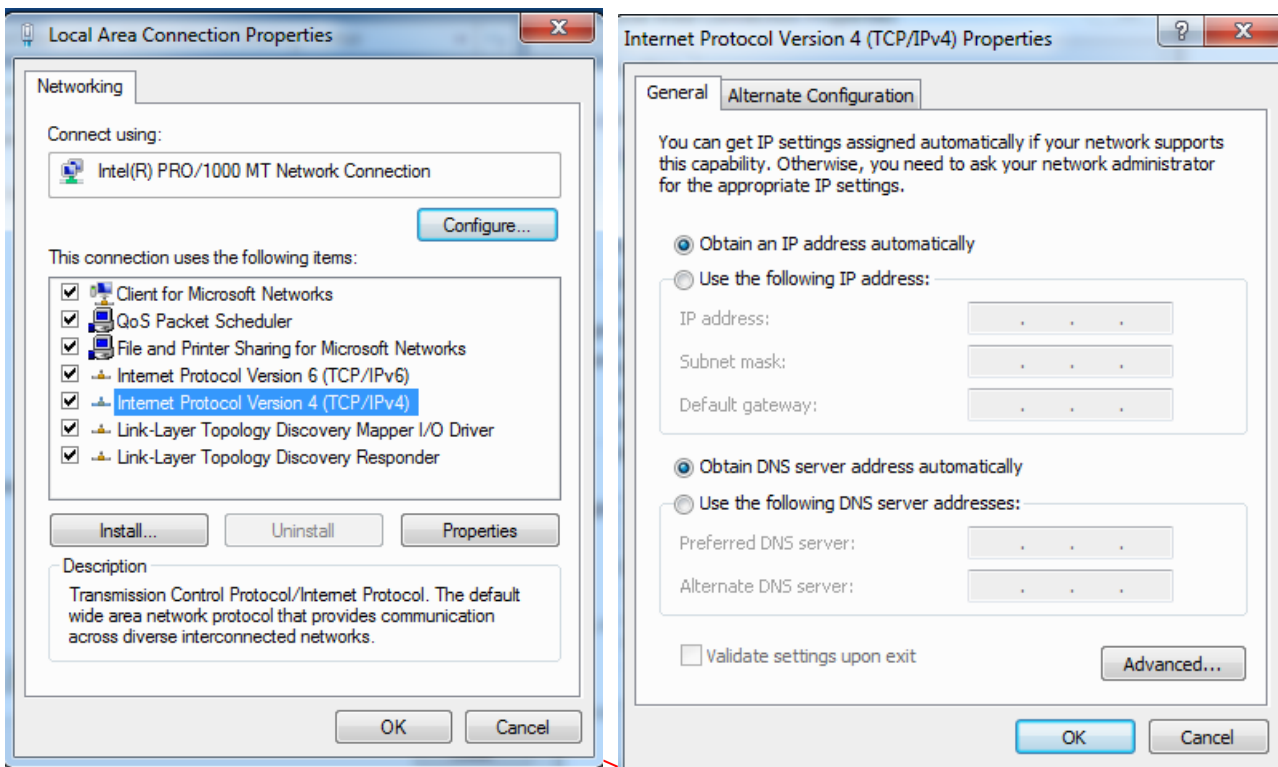 Local Area Connection Properties
Networking
Connect using:
Intel(R) PRO/1000 MT Network Connection
Configure...
This connection uses the following items:
Client for Microsoft Networks
QoS Packet Scheduler
File and Printer Sharing for Microsoft Networks
Internet Protocol Version 6 (TCP/IPv6)
Internet Protocol Version 4 (TCP/IPv4)
Link-Layer Topology Discovery Mapper I/O Driver
Link-Layer Topology Discovery Responder
Install... Uninstall Properties
Description
Transmission Control Protocol/Internet Protocol. The default
wide area network protocol that provides communication
across diverse interconnected networks.
OK Cancel
Internet Protocol Version 4 (TCP/IPv4) Properties
General Alternate Configuration
You can get IP settings assigned automatically if your network supports
this capability. Otherwise, you need to ask your network administrator
for the appropriate IP settings.
Obtain an IP address automatically
Use the following IP address:
IP address:
Subnet mask:
Default gateway:
Obtain DNS server address automatically
Use the following DNS server addresses:
Preferred DNS server:
Alternate DNS server:
Validate settings upon exit
Advanced...
OK Cancel